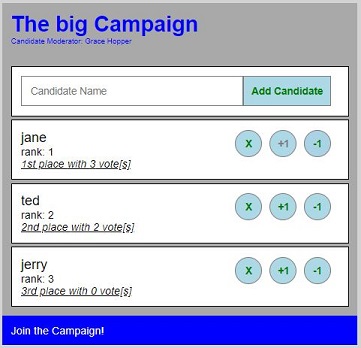 The big Campaign
Candidate Moderator: Grace Hopper
Candidate Name Add Candidate
jane X +1 -1
rank: 1
1st place with 3 vote[s]
ted X +1 -1
rank: 2
2nd place with 2 vote[s]
jerry X +1 -1
rank: 3
3rd place with 0 vote[s]
Join the Campaign!